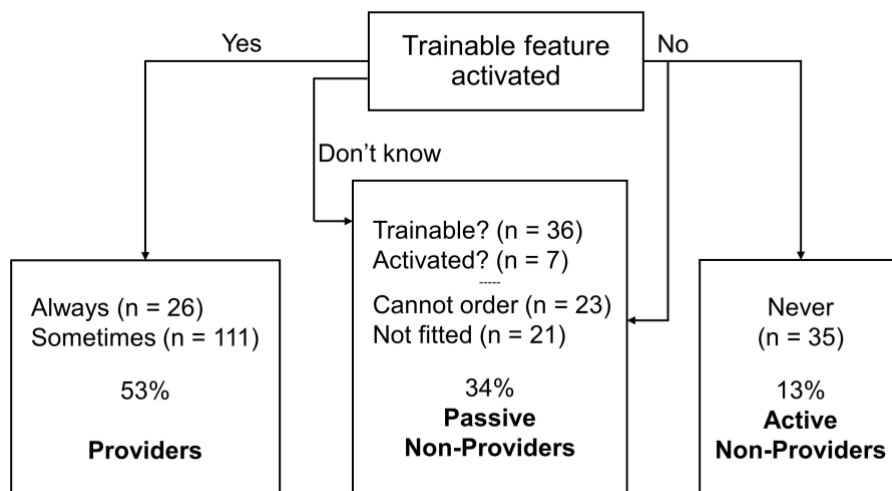 Trainable feature
activated
Yes
No
Don't know
Trainable? (n = 36)
Activated? (n = 7)
-----
Cannot order (n = 23)
Not fitted (n = 21)
34%
Passive
Non-Providers
Always (n = 26)
Sometimes (n = 111)
53%
Providers
Never
(n = 35)
13%
Active
Non-Providers